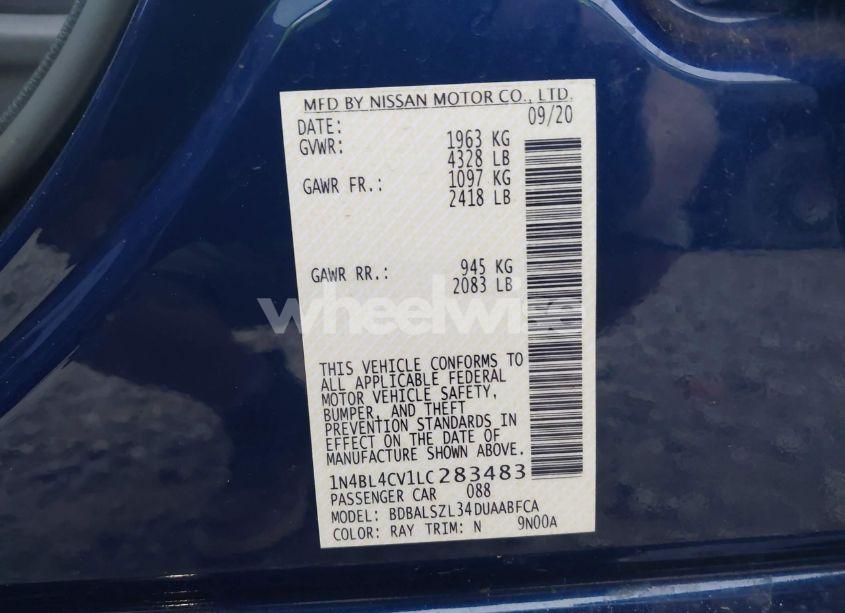 MFD BY NISSAN MOTOR CO., LTD.
DATE: 09/20
GVWR: 1963 KG
4328 LB
GAWR FR.: 1097 KG
2418 LB
GAWR RR.: 945 KG
2083 LB
wheelwise
THIS VEHICLE CONFORMS TO
ALL APPLICABLE FEDERAL
MOTOR VEHICLE SAFETY,
BUMPER, AND THEFT
PREVENTION STANDARDS IN
EFFECT ON THE DATE OF
MANUFACTURE SHOWN ABOVE.
1N4BL4CV1LC283483
PASSENGER CAR 088
MODEL: BDBALSZL34DUAABFCA
COLOR: RAY TRIM: N 9N00A